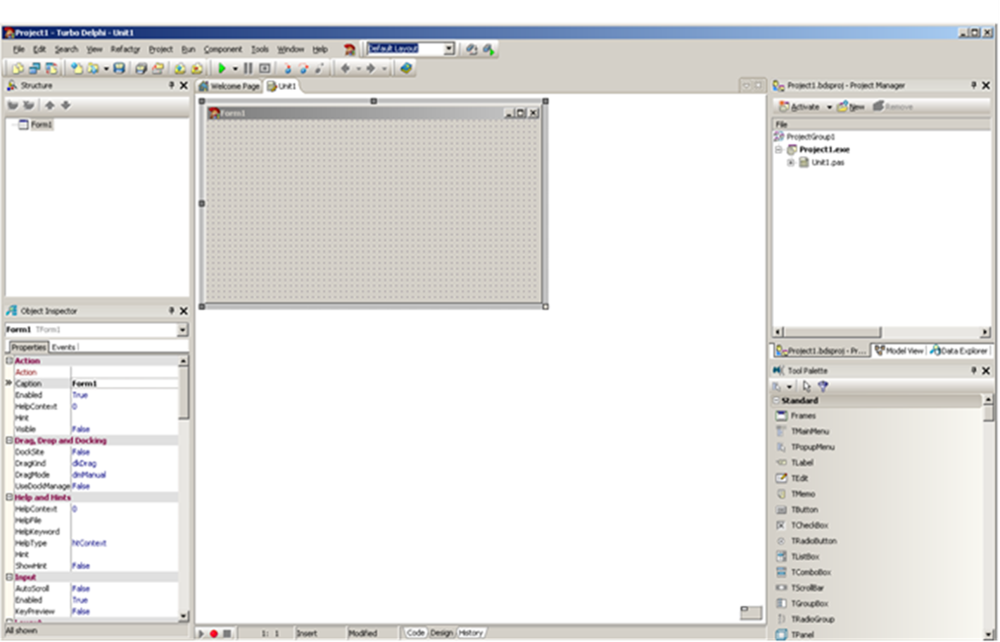 Project1 - Turbo Delphi - Unit1
File Edit Search View Refactor Project Run Component Tools Window Help Default Layout
Structure
Form1
Object Inspector
Form1 TForm1
Properties Events
Action
Action
Caption Form1
Enabled True
HelpContext 0
Hint
Visible False
Drag, Drop and Docking
DockSite False
DragKind dkDrag
DragMode dmManual
UseDockManage False
Help and Hints
HelpContext 0
HelpFile
HelpKeyword
HelpType htContext
Hint
ShowHint False
Input
AutoScroll False
Enabled True
KeyPreview False
All shown
Welcome Page Unit1
Form1
1: 1 Insert Modified Code Design History
Project1.bdsproj - Project Manager
Activate New Remove
File
ProjectGroup1
Project1.exe
Unit1.pas
Project1.bdsproj - Pr... Model View Data Explorer
Tool Palette
Standard
Frames
TMainMenu
TPopupMenu
TLabel
TEdit
TMemo
TButton
TCheckBox
TRadioButton
TListBox
TComboBox
TScrollBar
TGroupBox
TRadioGroup
TPanel